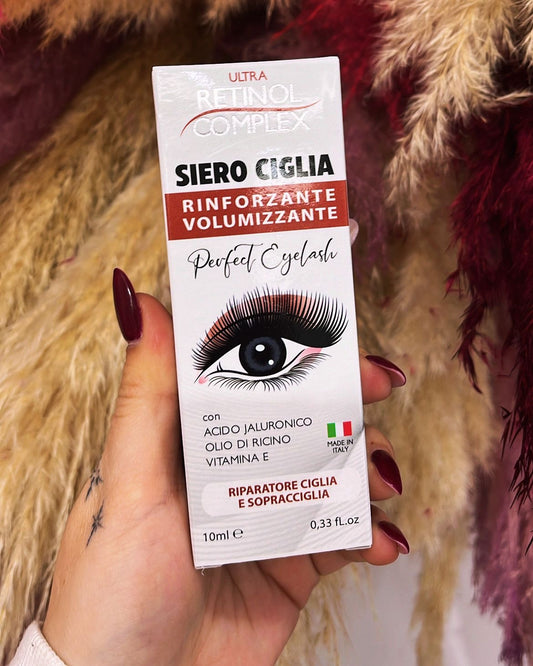 ULTRA
RETINOL
COMPLEX
SIERO CIGLIA
RINFORZANTE
VOLUMIZZANTE
Perfect Eyelash
con
ACIDO JALURONICO
OLIO DI RICINO
VITAMINA E
MADE IN
ITALY
RIPARATORE CIGLIA
E SOPRACCIGLIA
10ml ℮
0,33 fl.oz